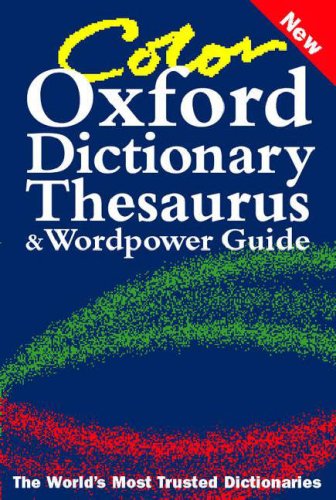 New
Color
Oxford
Dictionary
Thesaurus
& Wordpower Guide
The World's Most Trusted Dictionaries